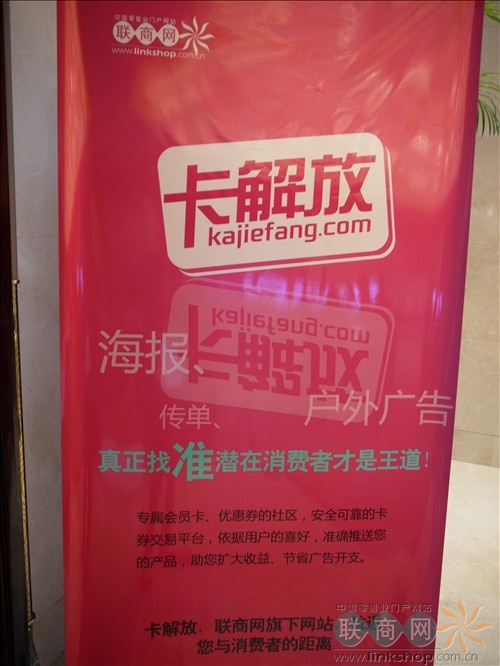 中国零售业门户网站
联商网
www.linkshop.com.cn
卡解放
kajiefang.com
kajiefang.com
卡解放
海报、
传单、
户外广告
真正找准潜在消费者才是王道!
专属会员卡、优惠券的社区,安全可靠的卡
券交易平台,依据用户的喜好,准确推送您
的产品,助您扩大收益、节省广告开支。
卡解放,联商网旗下网站
您与消费者的距离
中国零售业门户网站
联商网
www.linkshop.com.cn